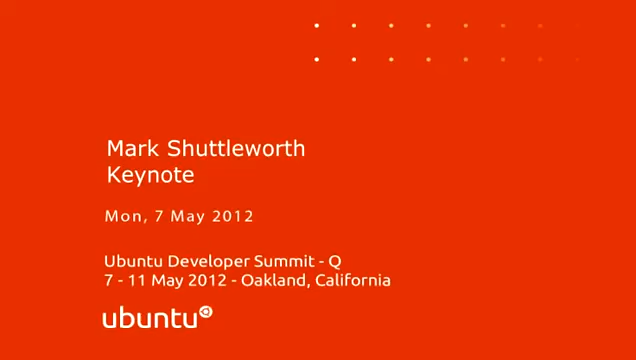 Mark Shuttleworth
Keynote
Mon, 7 May 2012
Ubuntu Developer Summit - Q
7 - 11 May 2012 - Oakland, California
ubuntu